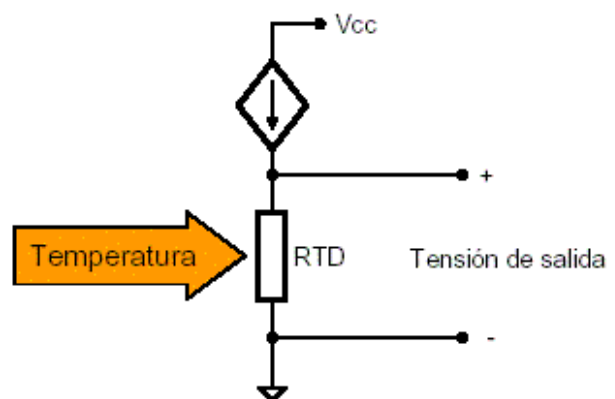 Vcc
+
Temperatura
RTD
Tensión de salida
-